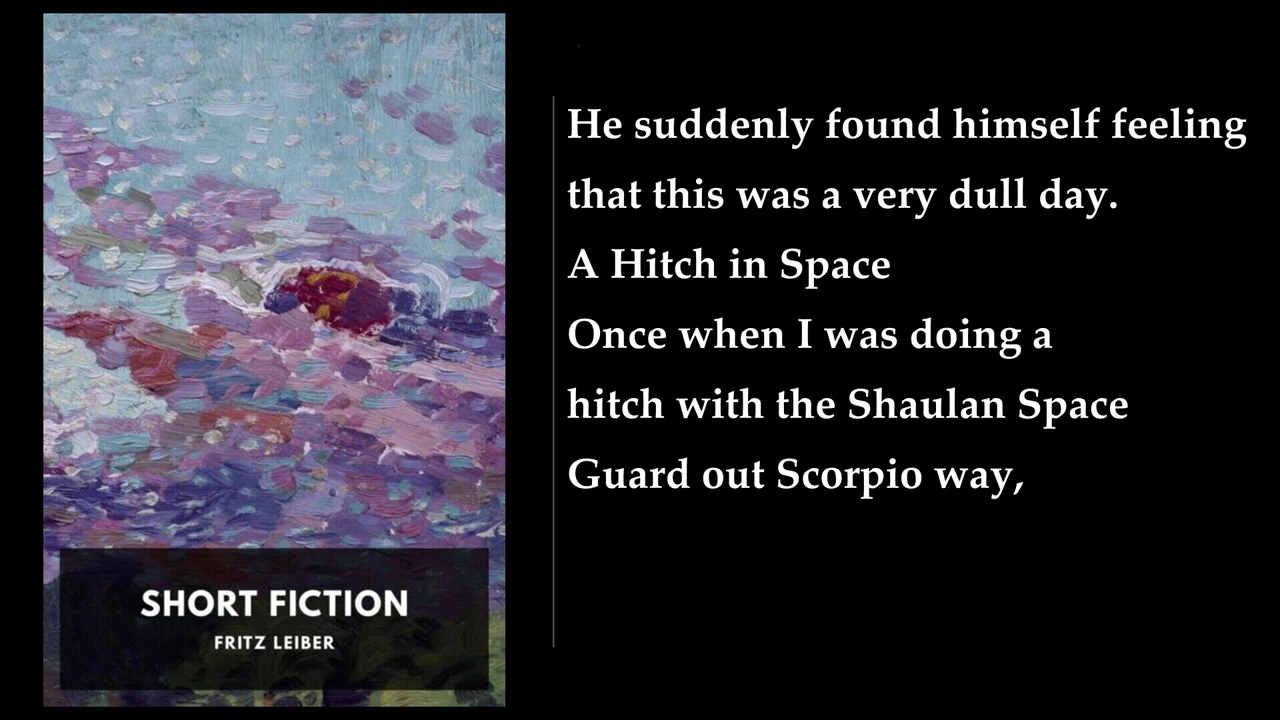 He suddenly found himself feeling
that this was a very dull day.
A Hitch in Space
Once when I was doing a
hitch with the Shaulan Space
Guard out Scorpio way,
SHORT FICTION
FRITZ LEIBER